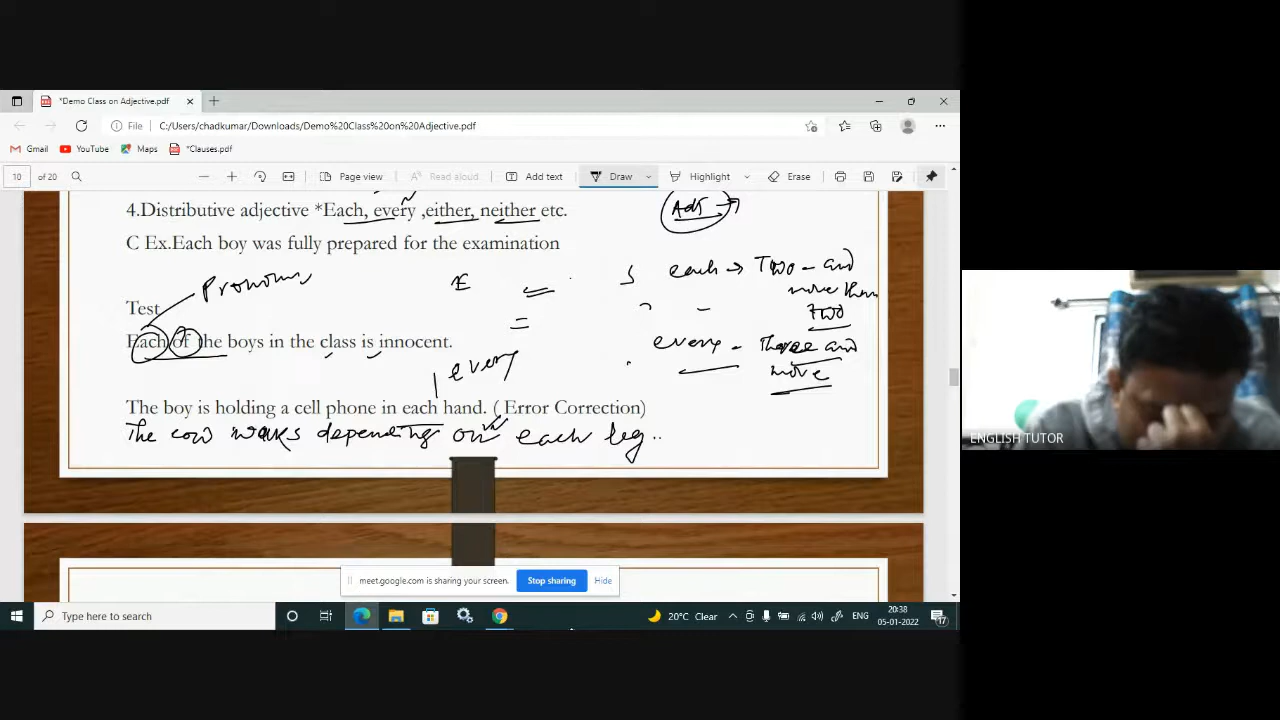 *Demo Class on Adjective.pdf
File C:/Users/chadkumar/Downloads/Demo%20Class%20on%20Adjective.pdf
Gmail YouTube Maps *Clauses.pdf
10 of 20 Page view Read aloud Add text Draw Highlight Erase
4.Distributive adjective *Each, every ,either, neither etc.
Adj
C Ex.Each boy was fully prepared for the examination
each → Two - and
more than
two
Pronoun
Test
Each of the boys in the class is innocent.
every - three and
more
every
The boy is holding a cell phone in each hand. ( Error Correction)
The cow walks depending on each leg..
ENGLISH TUTOR
meet.google.com is sharing your screen. Stop sharing Hide
Type here to search
20°C Clear ENG 20:38
05-01-2022
17